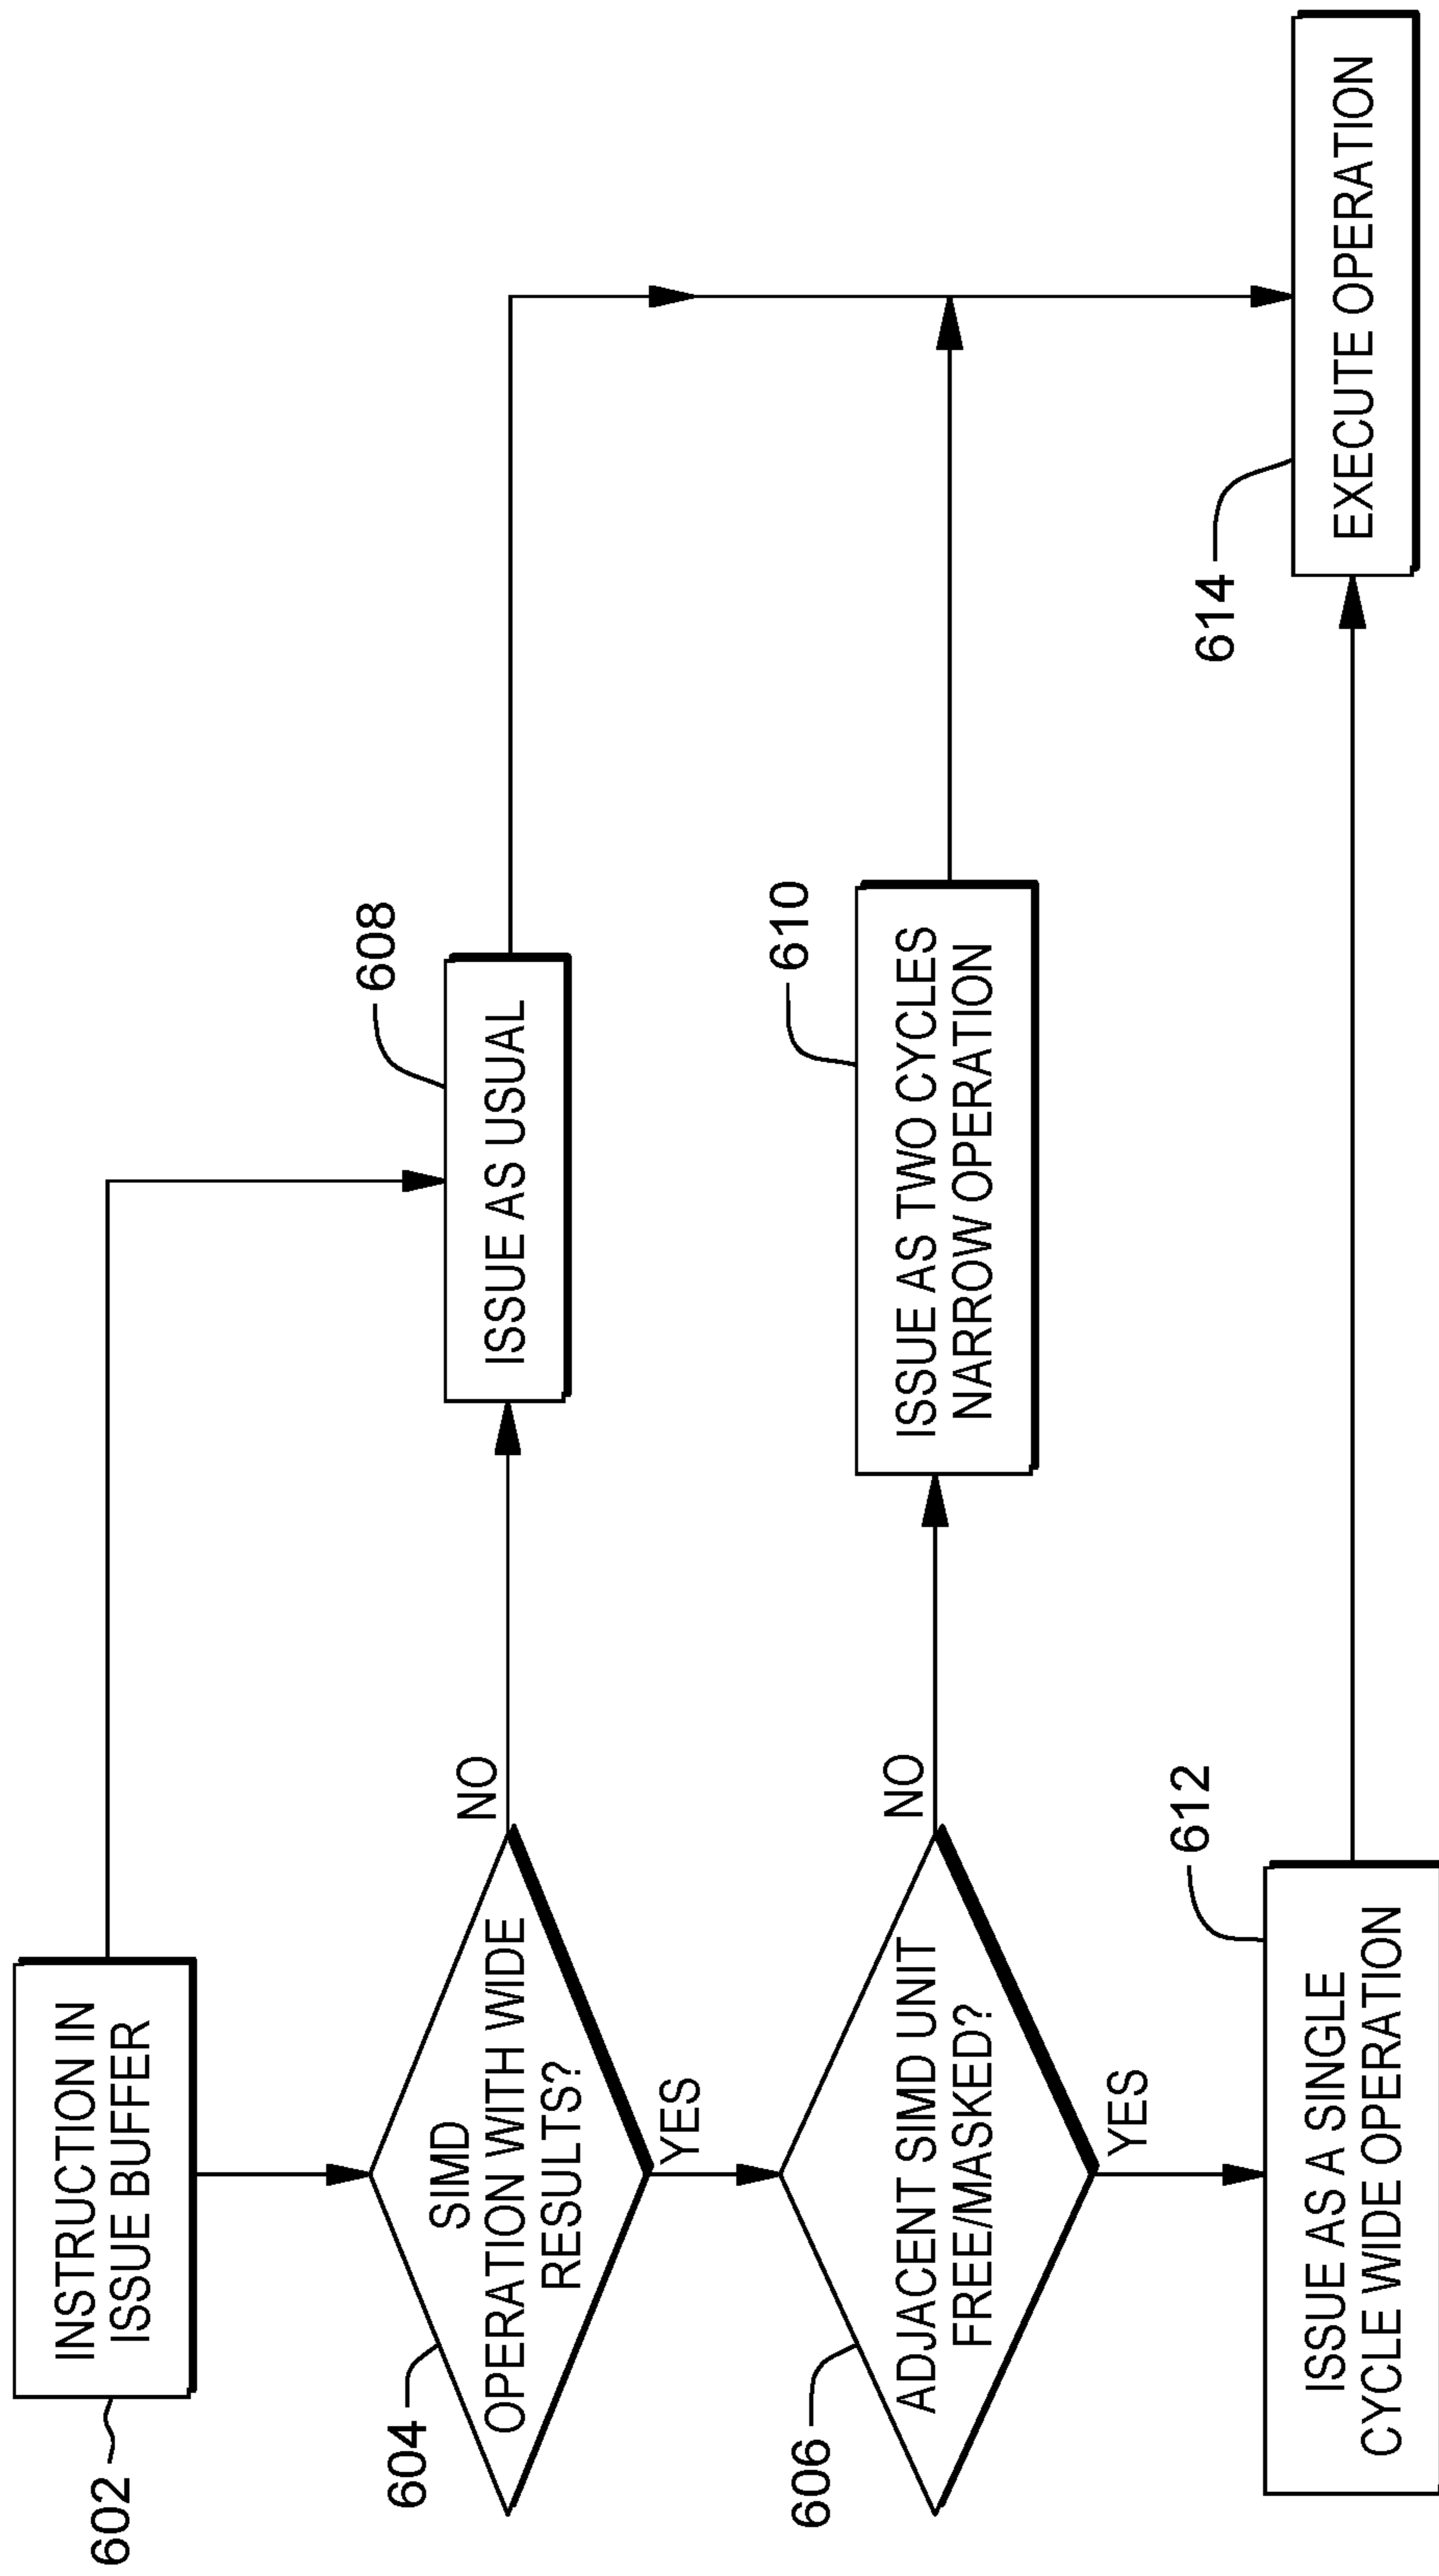 602
INSTRUCTION IN
ISSUE BUFFER
604
SIMD
OPERATION WITH WIDE
RESULTS?
NO
YES
608
ISSUE AS USUAL
606
ADJACENT SIMD UNIT
FREE/MASKED?
NO
YES
610
ISSUE AS TWO CYCLES
NARROW OPERATION
612
ISSUE AS A SINGLE
CYCLE WIDE OPERATION
614
EXECUTE OPERATION